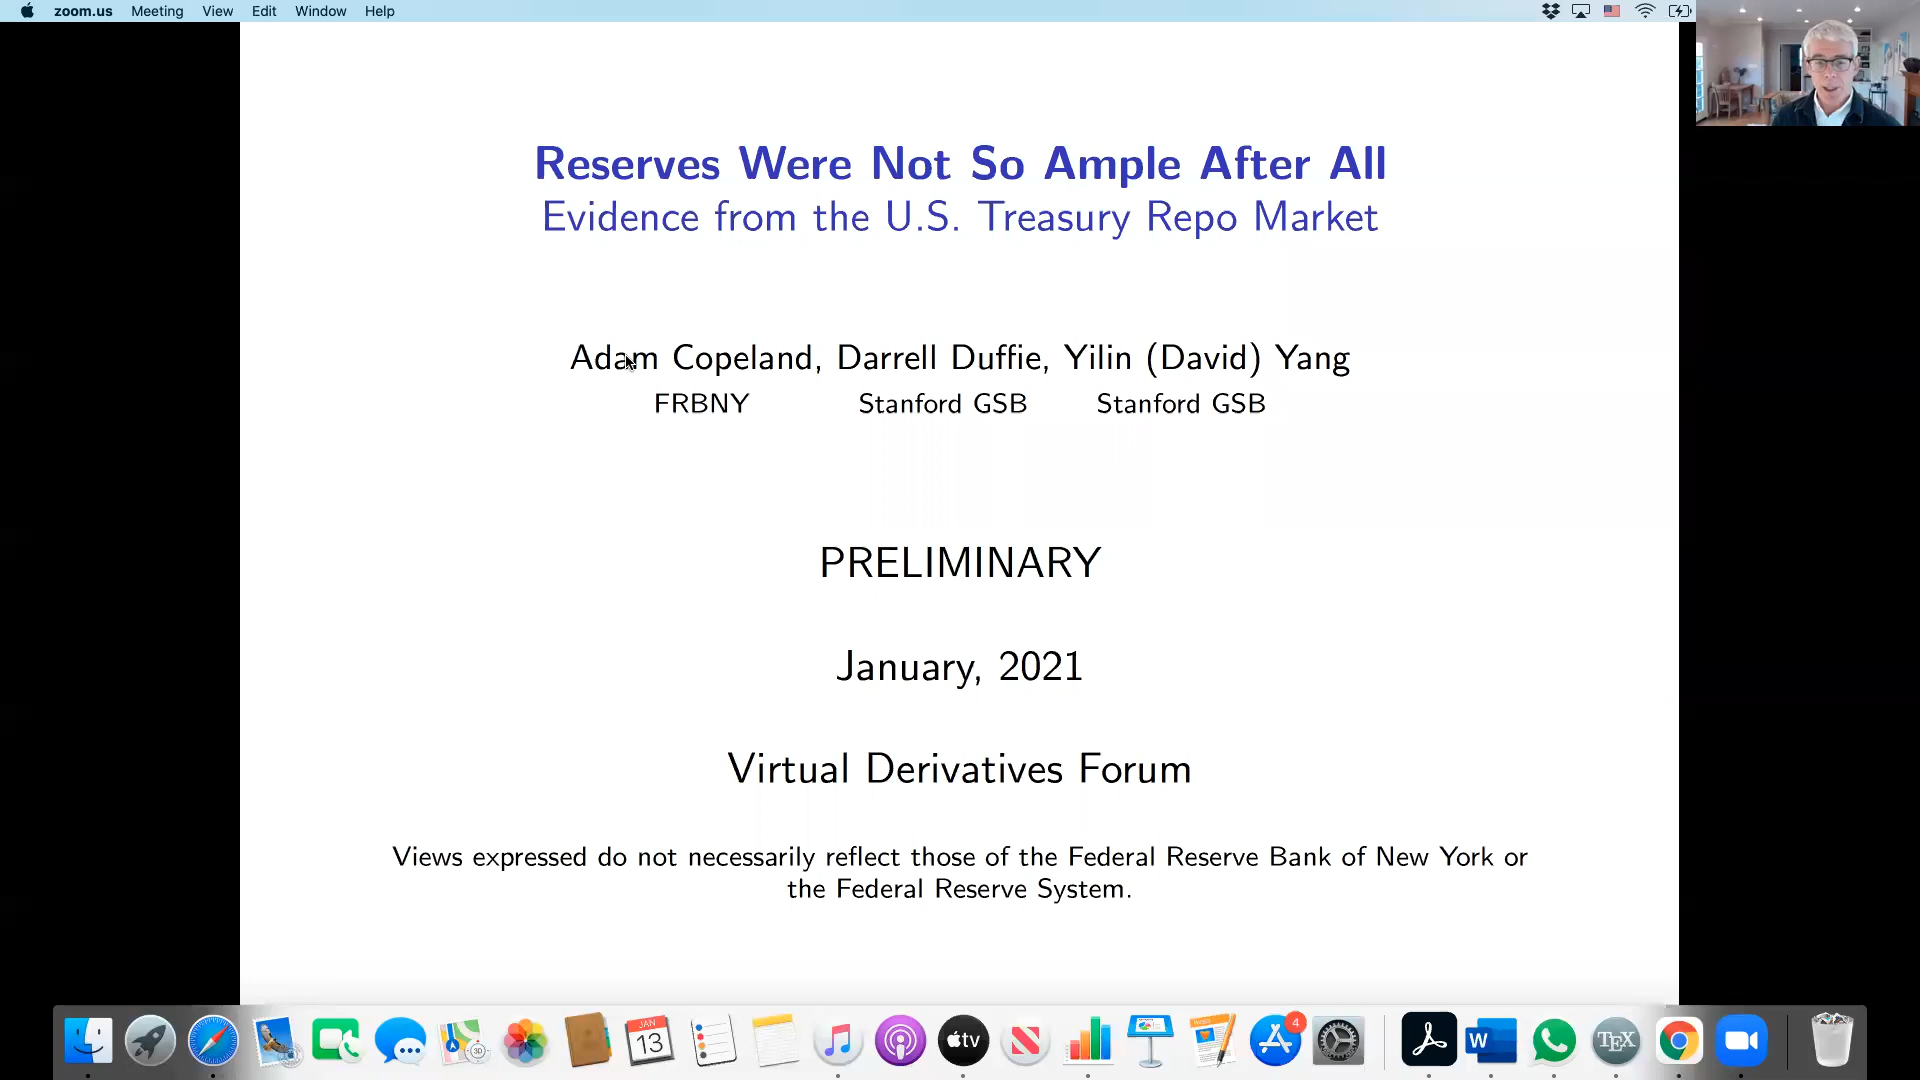 zoom.us Meeting View Edit Window Help
Reserves Were Not So Ample After All
Evidence from the U.S. Treasury Repo Market
Adam Copeland, Darrell Duffie, Yilin (David) Yang
FRBNY Stanford GSB Stanford GSB
PRELIMINARY
January, 2021
Virtual Derivatives Forum
Views expressed do not necessarily reflect those of the Federal Reserve Bank of New York or
the Federal Reserve System.
3D
JAN
13
tv
4
W
TEX